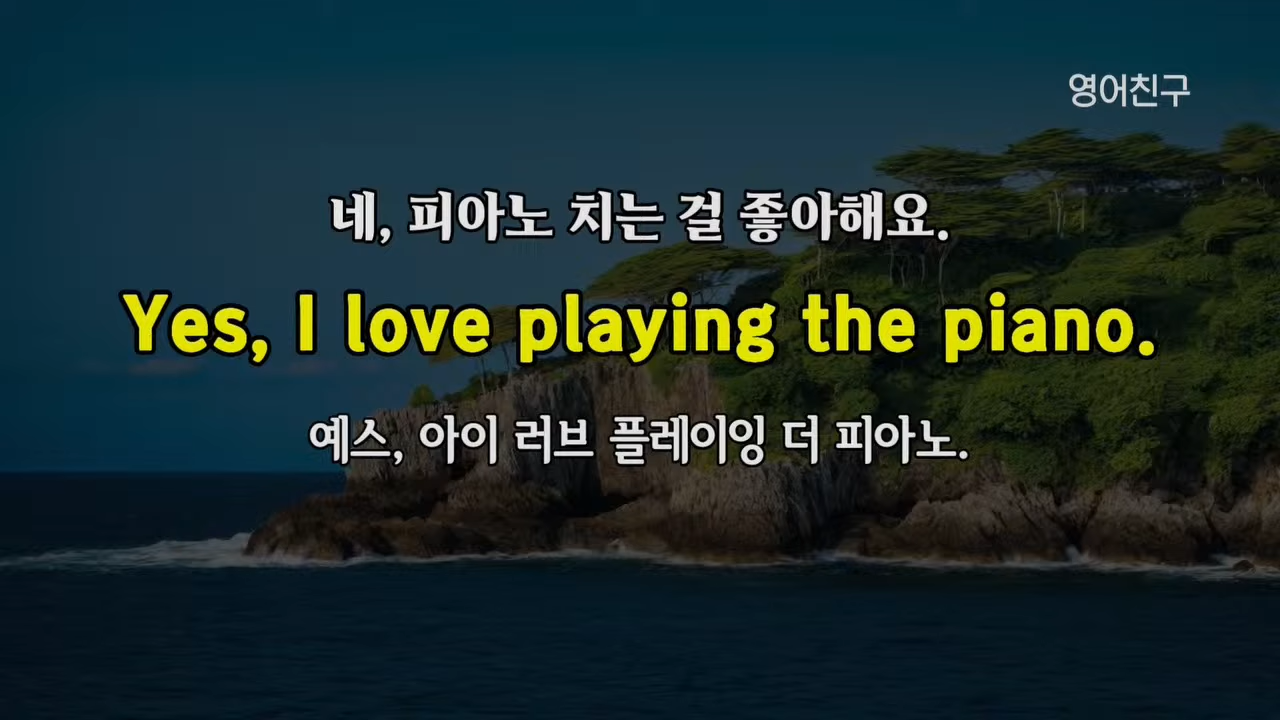 영어친구
네, 피아노 치는 걸 좋아해요.
Yes, I love playing the piano.
예스, 아이 러브 플레이잉 더 피아노.